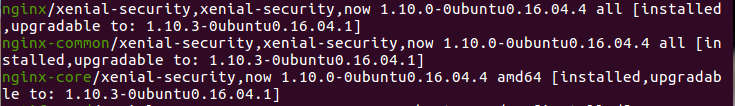 nginx/xenial-security,xenial-security,now 1.10.0-0ubuntu0.16.04.4 all [installed
,upgradable to: 1.10.3-0ubuntu0.16.04.1]
nginx-common/xenial-security,xenial-security,now 1.10.0-0ubuntu0.16.04.4 all [in
stalled,upgradable to: 1.10.3-0ubuntu0.16.04.1]
nginx-core/xenial-security,now 1.10.0-0ubuntu0.16.04.4 amd64 [installed,upgradab
le to: 1.10.3-0ubuntu0.16.04.1]